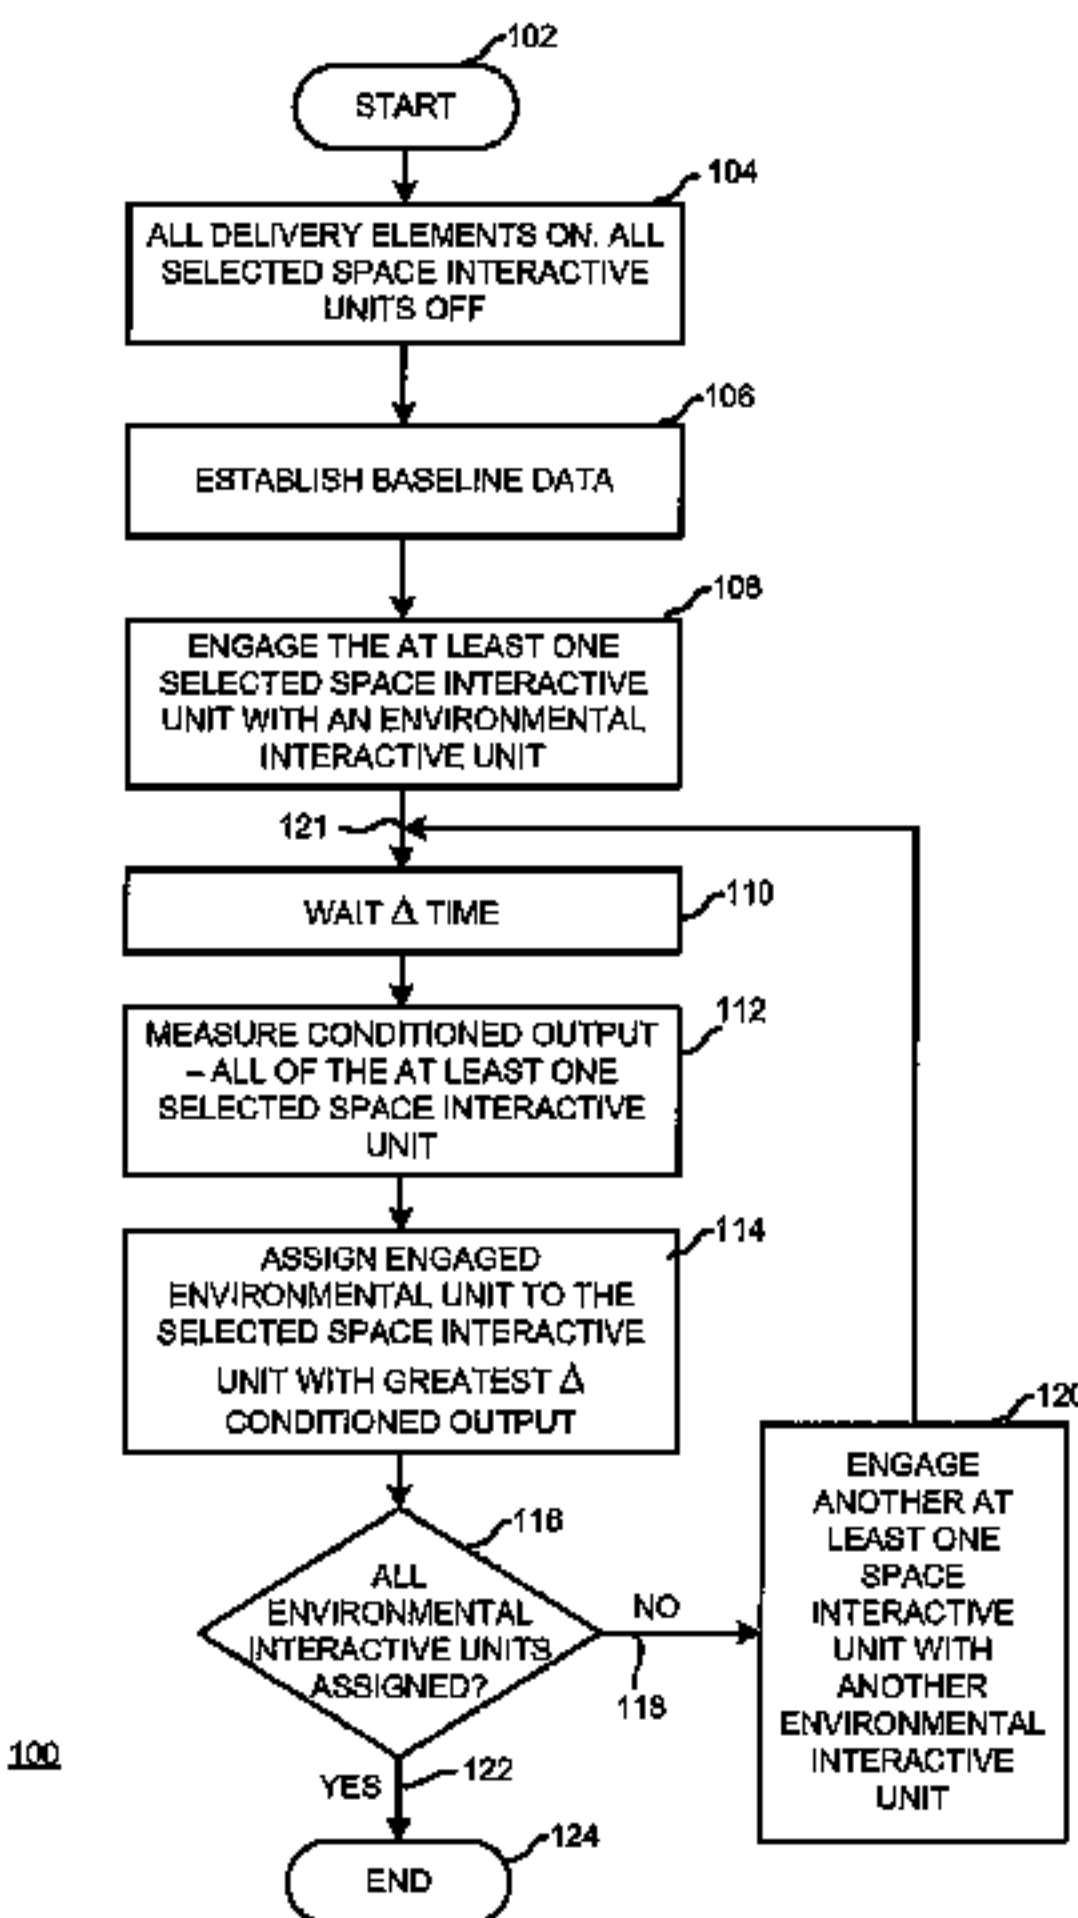 102
START
104
ALL DELIVERY ELEMENTS ON. ALL
SELECTED SPACE INTERACTIVE
UNITS OFF
106
ESTABLISH BASELINE DATA
108
ENGAGE THE AT LEAST ONE
SELECTED SPACE INTERACTIVE
UNIT WITH AN ENVIRONMENTAL
INTERACTIVE UNIT
121
WAIT Δ TIME
110
112
MEASURE CONDITIONED OUTPUT
– ALL OF THE AT LEAST ONE
SELECTED SPACE INTERACTIVE
UNIT
114
ASSIGN ENGAGED
ENVIRONMENTAL UNIT TO THE
SELECTED SPACE INTERACTIVE
UNIT WITH GREATEST Δ
CONDITIONED OUTPUT
116
ALL
ENVIRONMENTAL
INTERACTIVE UNITS
ASSIGNED?
NO
118
120
ENGAGE
ANOTHER AT
LEAST ONE
SPACE
INTERACTIVE
UNIT WITH
ANOTHER
ENVIRONMENTAL
INTERACTIVE
UNIT
100
YES
122
124
END